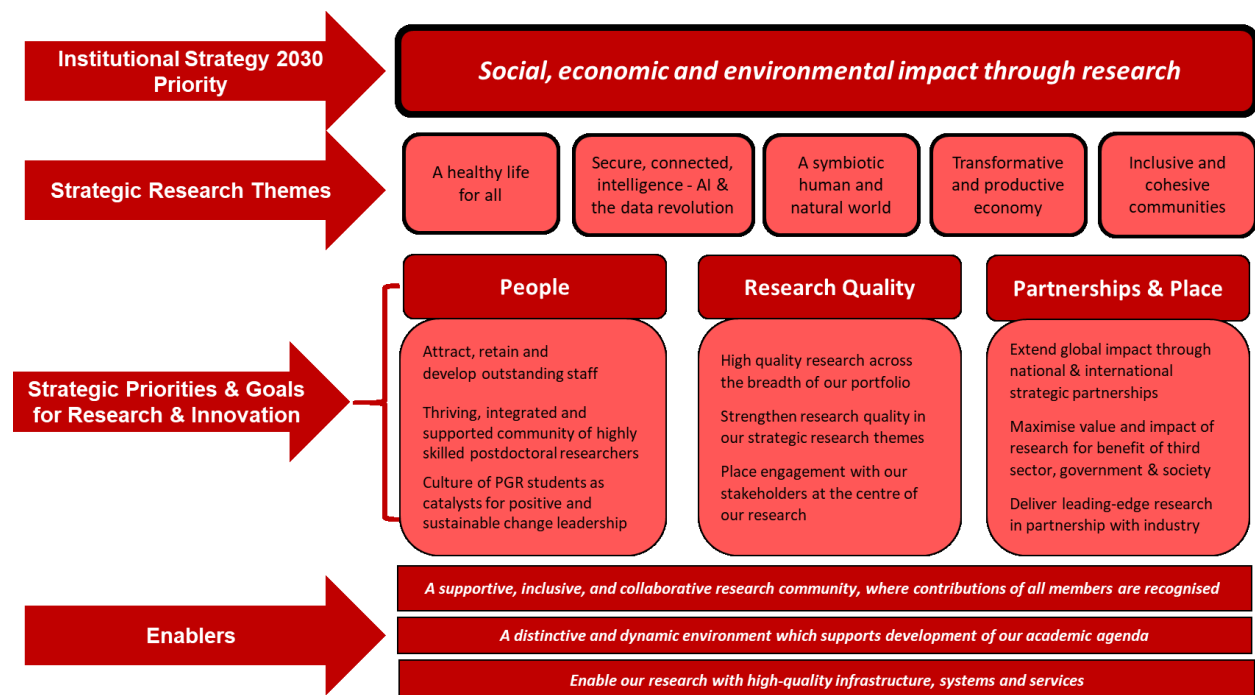 Institutional Strategy 2030
Priority
Social, economic and environmental impact through research
Strategic Research Themes
A healthy life
for all
Secure, connected,
intelligence - AI &
the data revolution
A symbiotic
human and
natural world
Transformative
and productive
economy
Inclusive and
cohesive
communities
Strategic Priorities & Goals
for Research & Innovation
People
Attract, retain and
develop outstanding staff
Thriving, integrated and
supported community of highly
skilled postdoctoral researchers
Culture of PGR students as
catalysts for positive and
sustainable change leadership
Research Quality
High quality research across
the breadth of our portfolio
Strengthen research quality in
our strategic research themes
Place engagement with our
stakeholders at the centre of
our research
Partnerships & Place
Extend global impact through
national & international
strategic partnerships
Maximise value and impact of
research for benefit of third
sector, government & society
Deliver leading-edge research
in partnership with industry
Enablers
A supportive, inclusive, and collaborative research community, where contributions of all members are recognised
A distinctive and dynamic environment which supports development of our academic agenda
Enable our research with high-quality infrastructure, systems and services